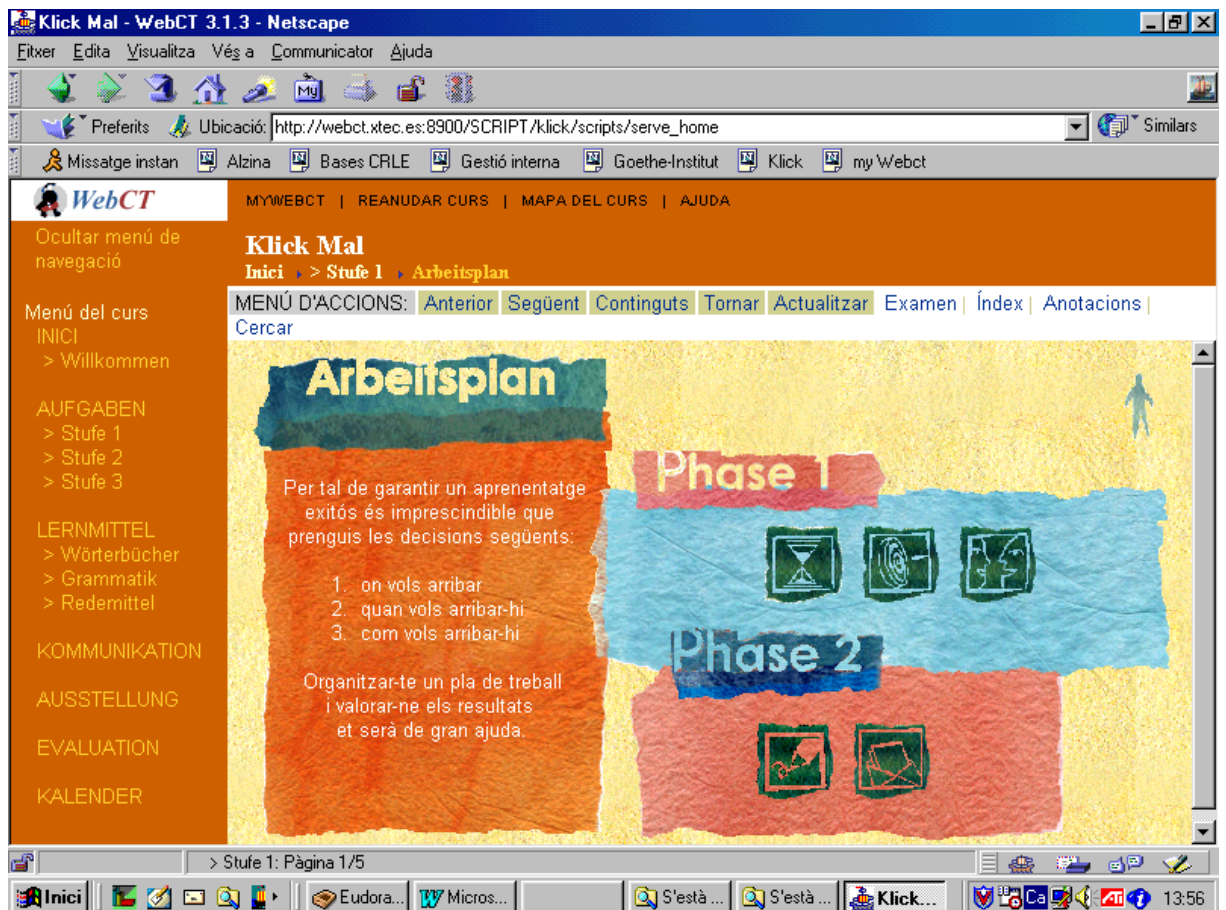 Klick Mal - WebCT 3.1.3 - Netscape
Fitxer Edita Visualitza Vés a Communicator Ajuda
My
Preferits Ubicació: http://webct.xtec.es:8900/SCRIPT/klick/scripts/serve_home Similars
Missatge instan Alzina Bases CRLE Gestió interna Goethe-Institut Klick my Webct
WebCT
MYWEBCT | REANUDAR CURS | MAPA DEL CURS | AJUDA
Ocultar menú de
navegació
Klick Mal
Inici > Stufe 1 Arbeitsplan
MENÚ D'ACCIONS: Anterior Següent Continguts Tornar Actualitzar Examen | Índex | Anotacions |
Cercar
Menú del curs
INICI
> Willkommen
AUFGABEN
> Stufe 1
> Stufe 2
> Stufe 3
LERNMITTEL
> Wörterbücher
> Grammatik
> Redemittel
KOMMUNIKATION
AUSSTELLUNG
EVALUATION
KALENDER
Arbeitsplan
Per tal de garantir un aprenentatge
exitós és imprescindible que
prenguis les decisions següents:
1. on vols arribar
2. quan vols arribar-hi
3. com vols arribar-hi
Organitzar-te un pla de treball
i valorar-ne els resultats
et serà de gran ajuda.
Phase 1
Phase 2
> Stufe 1: Pàgina 1/5
Inici Eudora... Micros... S'està ... S'està ... Klick... Ca 13:56